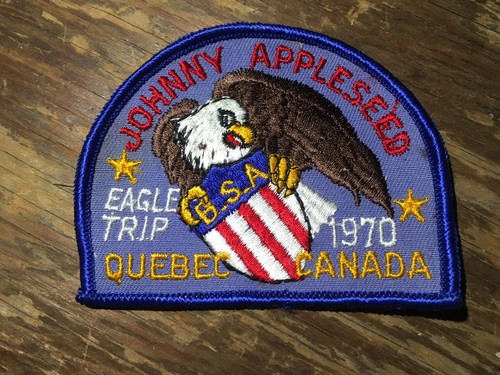 JOHNNY APPLESEED
B.S.A
EAGLE
TRIP
1970
QUEBEC CANADA